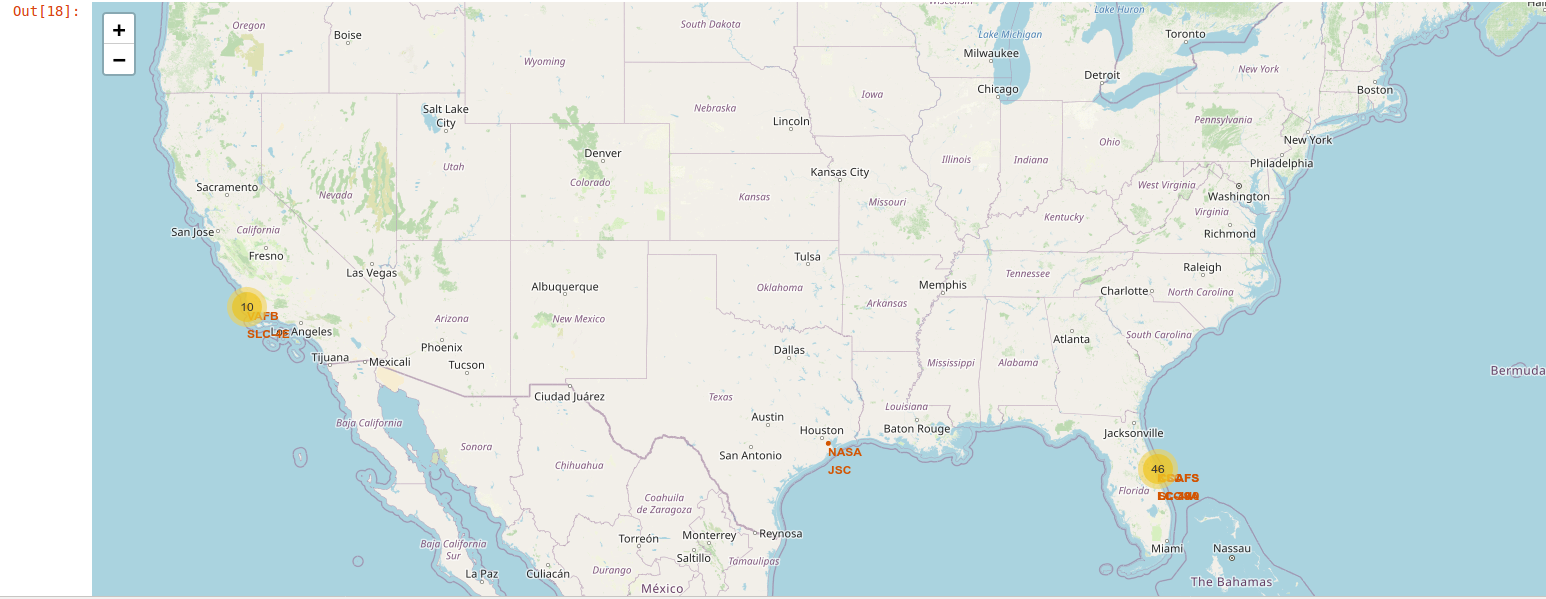 Out[18]:
+
−
Oregon
Boise
South Dakota
Lake Huron
Toronto
Lake Michigan
Milwaukee
Wyoming
Detroit
New York
Chicago
Boston
Iowa
Nebraska
Salt Lake
City
Lincoln
Pennsylvania
New York
Ohio
Denver
Illinois
Indiana
Philadelphia
Utah
Kansas City
Colorado
West Virginia
Sacramento
Nevada
Kansas
Missouri
Washington
Virginia
Kentucky
San Jose
California
Richmond
Fresno
Tulsa
Las Vegas
Raleigh
Tennessee
Albuquerque
Oklahoma
Memphis
Charlotte
North Carolina
Arkansas
10
VAFB
SLC-4E
Los Angeles
Arizona
New Mexico
South Carolina
Atlanta
Phoenix
Dallas
Tijuana
Mexicali
Tucson
Mississippi
Alabama
Bermuda
Ciudad Juárez
Texas
Louisiana
Austin
Baja California
Houston
Baton Rouge
Jacksonville
Sonora
NASA
JSC
San Antonio
Chihuahua
46
Florida
Coahuila
de Zaragoza
Reynosa
Monterrey
Torreón
Baja California
Sur
Saltillo
Tamaulipas
Miami
Nassau
La Paz
Culiacán
Durango
The Bahamas
México